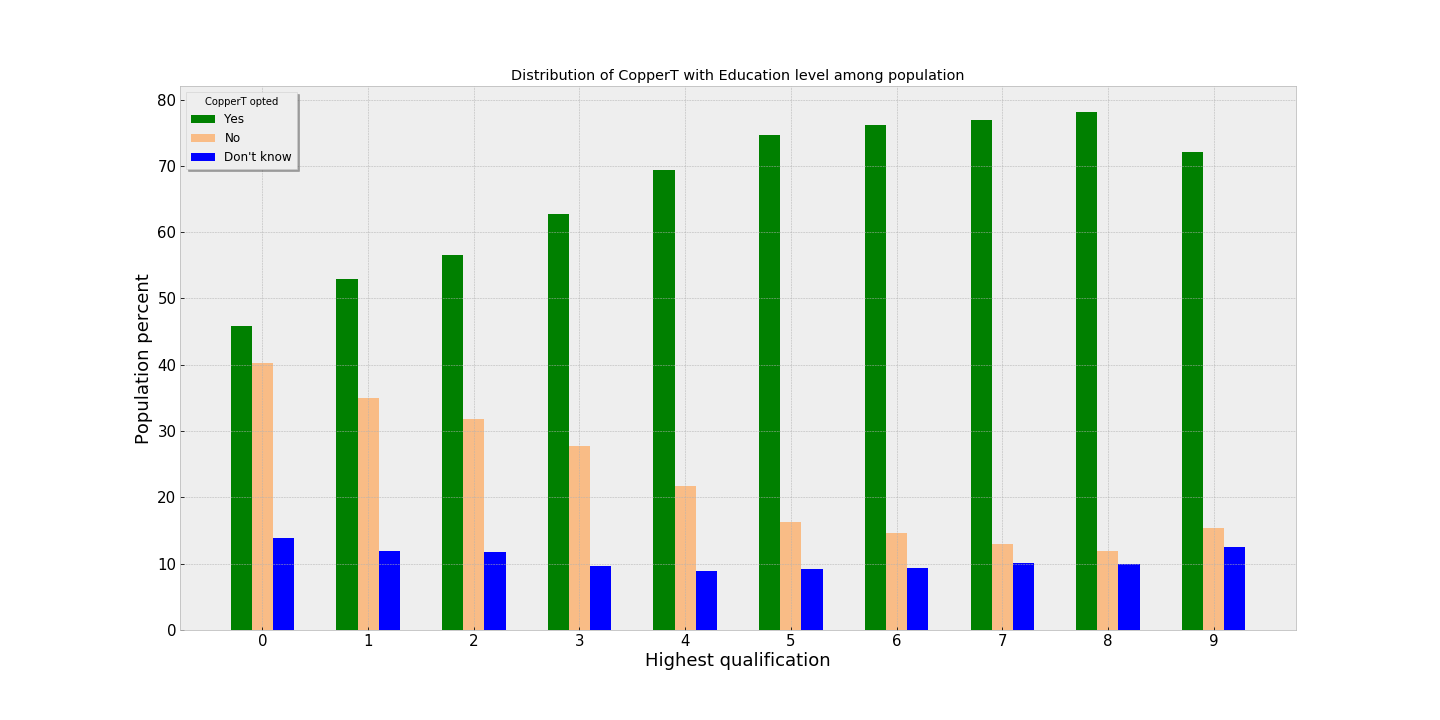 Distribution of CopperT with Education level among population
CopperT opted
Yes
No
Don't know
Population percent
80
70
60
50
40
30
20
10
0
0 1 2 3 4 5 6 7 8 9
Highest qualification